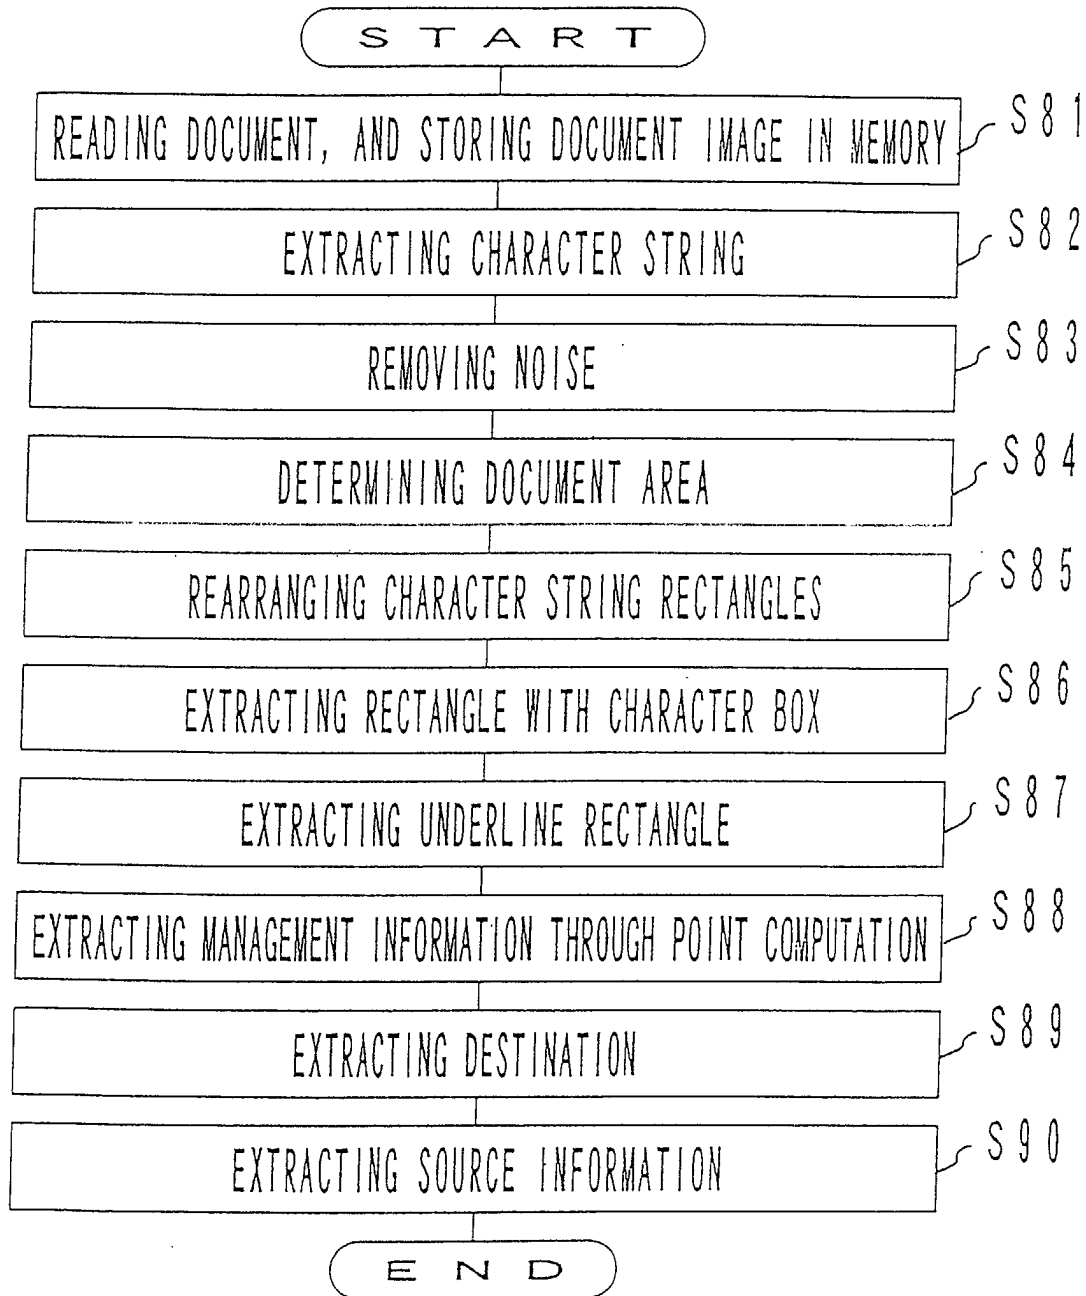 START
READING DOCUMENT, AND STORING DOCUMENT IMAGE IN MEMORY
S81
EXTRACTING CHARACTER STRING
S82
REMOVING NOISE
S83
DETERMINING DOCUMENT AREA
S84
REARRANGING CHARACTER STRING RECTANGLES
S85
EXTRACTING RECTANGLE WITH CHARACTER BOX
S86
EXTRACTING UNDERLINE RECTANGLE
S87
EXTRACTING MANAGEMENT INFORMATION THROUGH POINT COMPUTATION
S88
EXTRACTING DESTINATION
S89
EXTRACTING SOURCE INFORMATION
S90
END